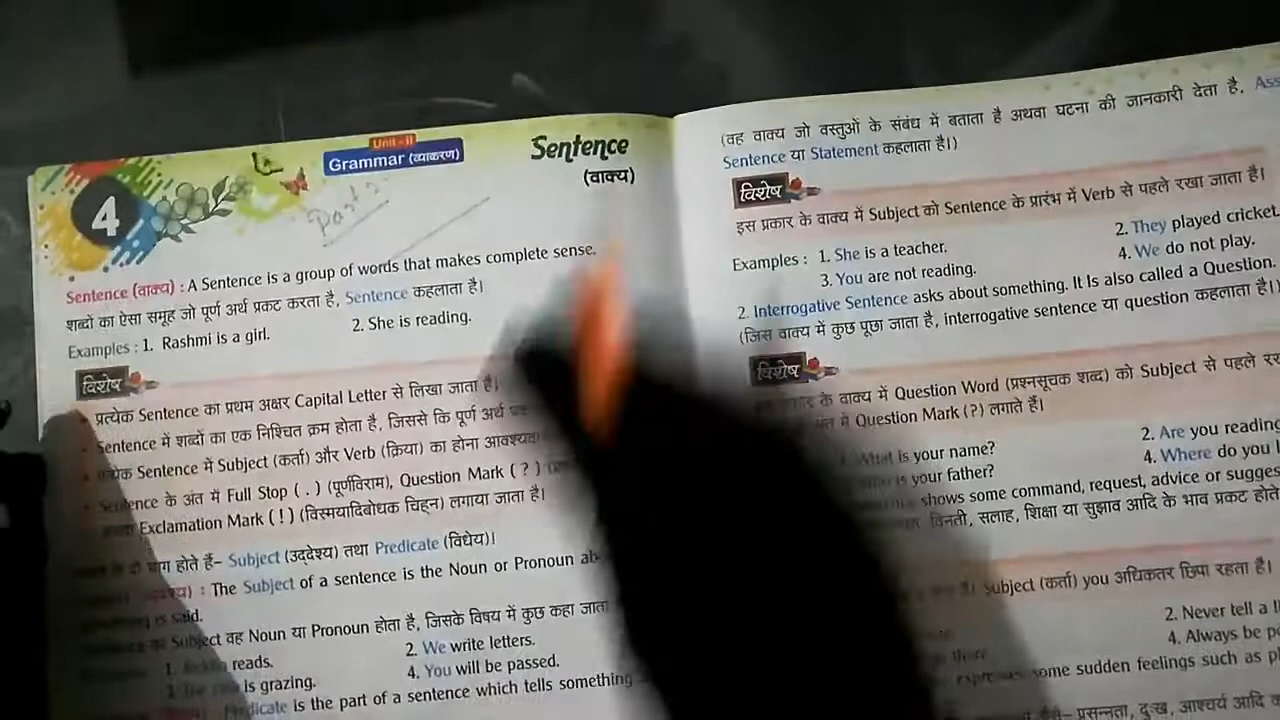 4
Unit - II
Grammar (व्याकरण)
Sentence
(वाक्य)
Sentence (वाक्य) : A Sentence is a group of words that makes complete sense.
शब्दों का ऐसा समूह जो पूर्ण अर्थ प्रकट करता है, Sentence कहलाता है।
Examples : 1. Rashmi is a girl. 2. She is reading.
विशेष
• प्रत्येक Sentence का प्रथम अक्षर Capital Letter से लिखा जाता है।
• Sentence में शब्दों का एक निश्चित क्रम होता है, जिससे कि पूर्ण अर्थ
• प्रत्येक Sentence में Subject (कर्ता) और Verb (क्रिया) का होना
• Sentence के अंत में Full Stop ( . ) (पूर्णविराम), Question Mark ( ? )
Exclamation Mark ( ! ) (विस्मयादिबोधक चिह्न) लगाया जाता है।
के दो भाग होते हैं– Subject (उद्देश्य) तथा Predicate (विधेय)।
: The Subject of a sentence is the Noun or Pronoun
is said.
Subject वह Noun या Pronoun होता है, जिसके विषय में कुछ कहा जाता
1. reads. 2. We write letters.
is grazing. 4. You will be passed.
Predicate is the part of a sentence which tells something
(वह वाक्य जो वस्तुओं के संबंध में बताता है अथवा घटना की जानकारी देता है,
Sentence या Statement कहलाता है।)
विशेष
इस प्रकार के वाक्य में Subject को Sentence के प्रारंभ में Verb से पहले रखा जाता है।
Examples : 1. She is a teacher. 2. They played cricket.
3. You are not reading. 4. We do not play.
2. Interrogative Sentence asks about something. It Is also called a Question.
(जिस वाक्य में कुछ पूछा जाता है, interrogative sentence या question कहलाता है।)
विशेष
के वाक्य में Question Word (प्रश्नसूचक शब्द) को Subject से पहले
में Question Mark (?) लगाते हैं।
What is your name? 2. Are you reading
is your father? 4. Where do you
shows some command, request, advice or
विनती, सलाह, शिक्षा या सुझाव आदि के भाव प्रकट होते
Subject (कर्ता) you अधिकतर छिपा रहता है।
2. Never tell a
4. Always be
some sudden feelings such as
प्रसन्नता, दुःख, आश्चर्य आदि